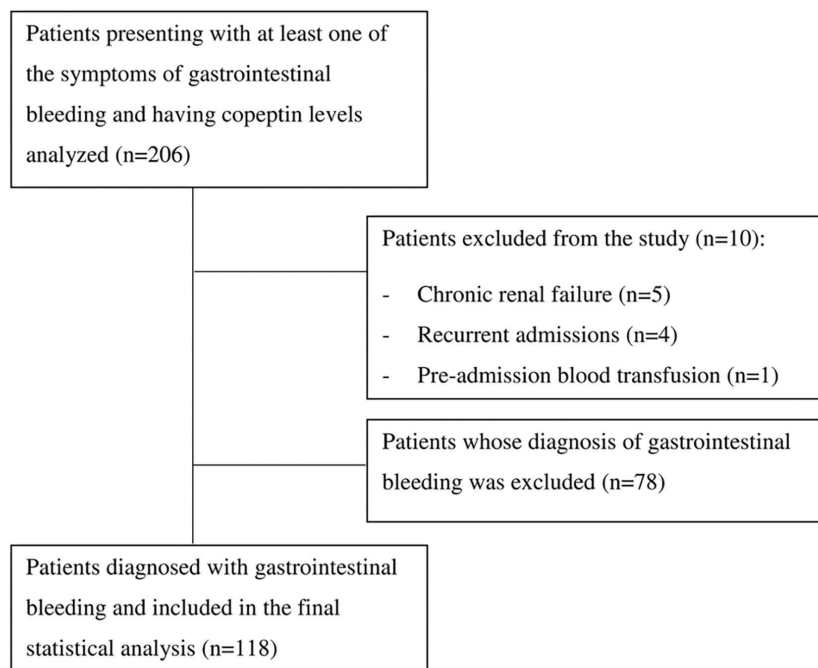 Patients presenting with at least one of
the symptoms of gastrointestinal
bleeding and having copeptin levels
analyzed (n=206)
Patients excluded from the study (n=10):
- Chronic renal failure (n=5)
- Recurrent admissions (n=4)
- Pre-admission blood transfusion (n=1)
Patients whose diagnosis of gastrointestinal
bleeding was excluded (n=78)
Patients diagnosed with gastrointestinal
bleeding and included in the final
statistical analysis (n=118)